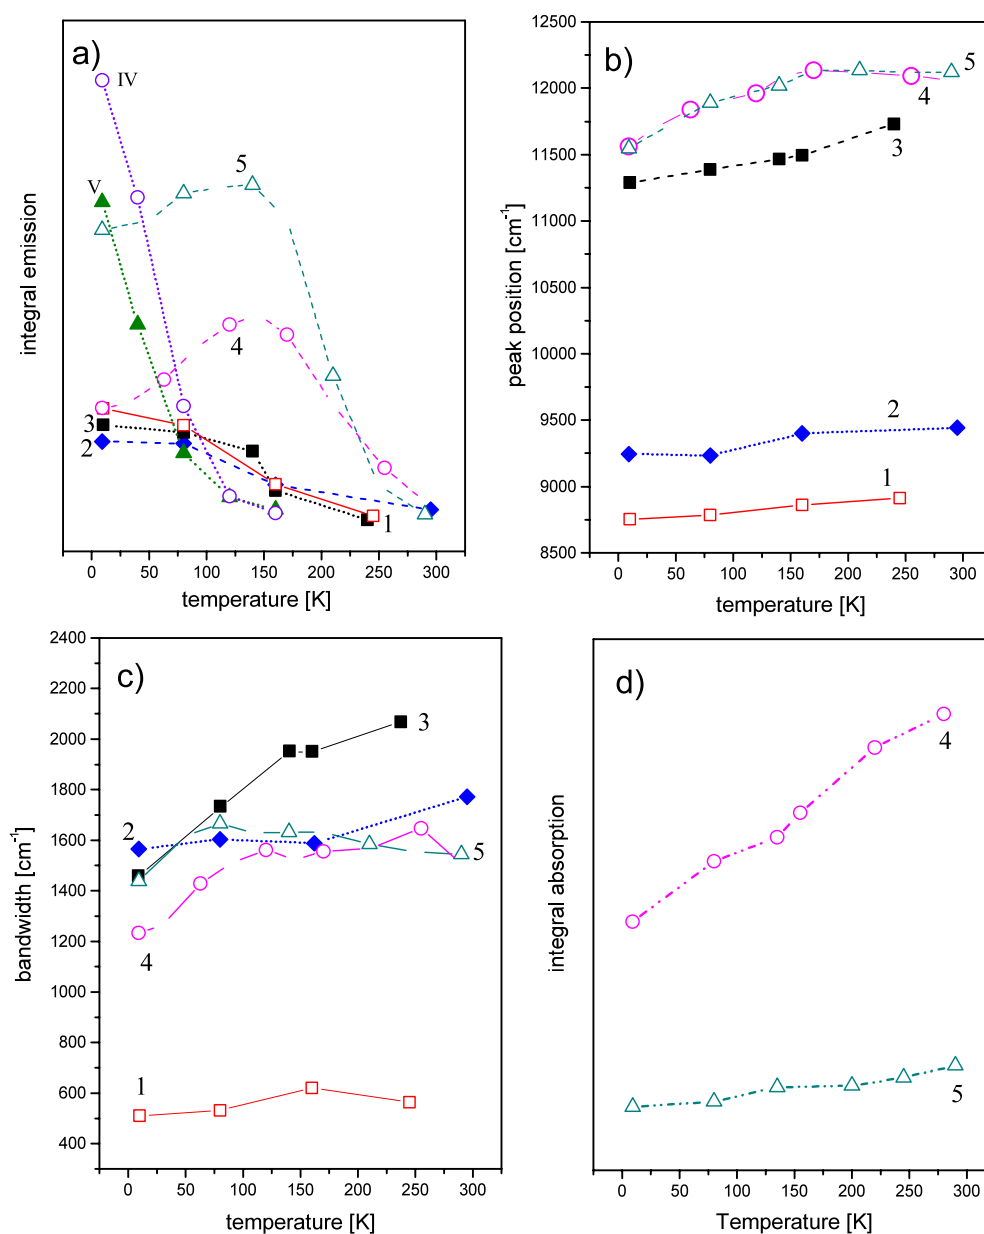 a)
IV
V
5
4
3
2
1
integral emission
0 50 100 150 200 250 300
temperature [K]
b)
12500
12000
11500
11000
10500
10000
9500
9000
8500
5
4
3
2
1
peak position [cm⁻¹]
0 50 100 150 200 250 300
temperature [K]
c)
2400
2200
2000
1800
1600
1400
1200
1000
800
600
400
3
2
5
4
1
bandwidth [cm⁻¹]
0 50 100 150 200 250 300
temperature [K]
d)
4
5
integral absorption
0 50 100 150 200 250 300
Temperature [K]